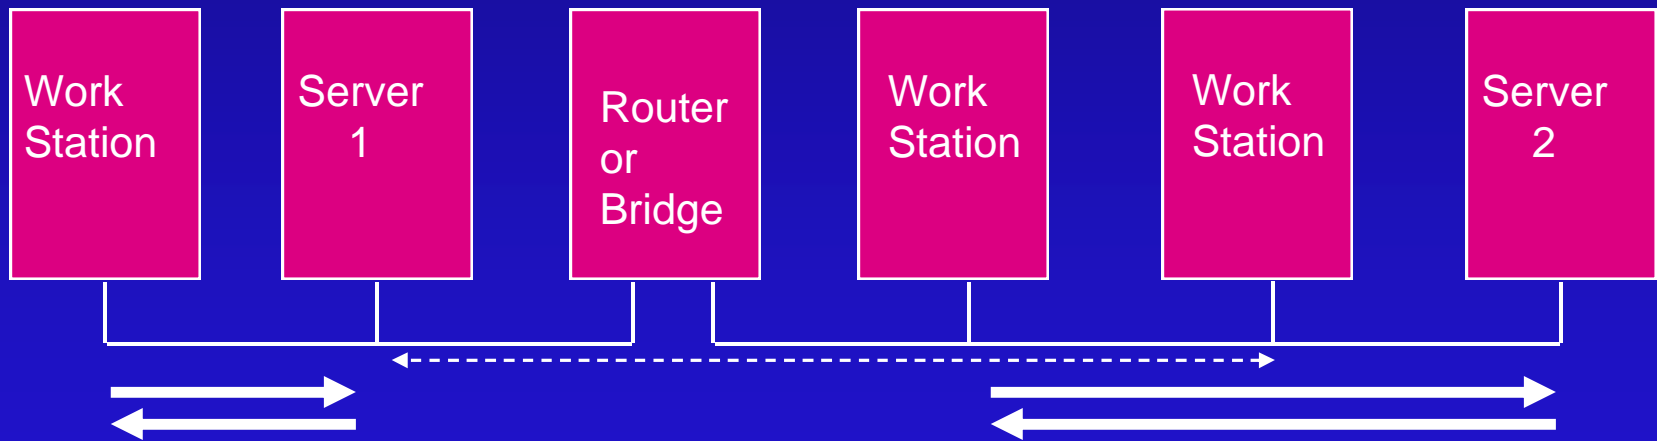 Work
Station
Server
1
Router
or
Bridge
Work
Station
Work
Station
Server
2